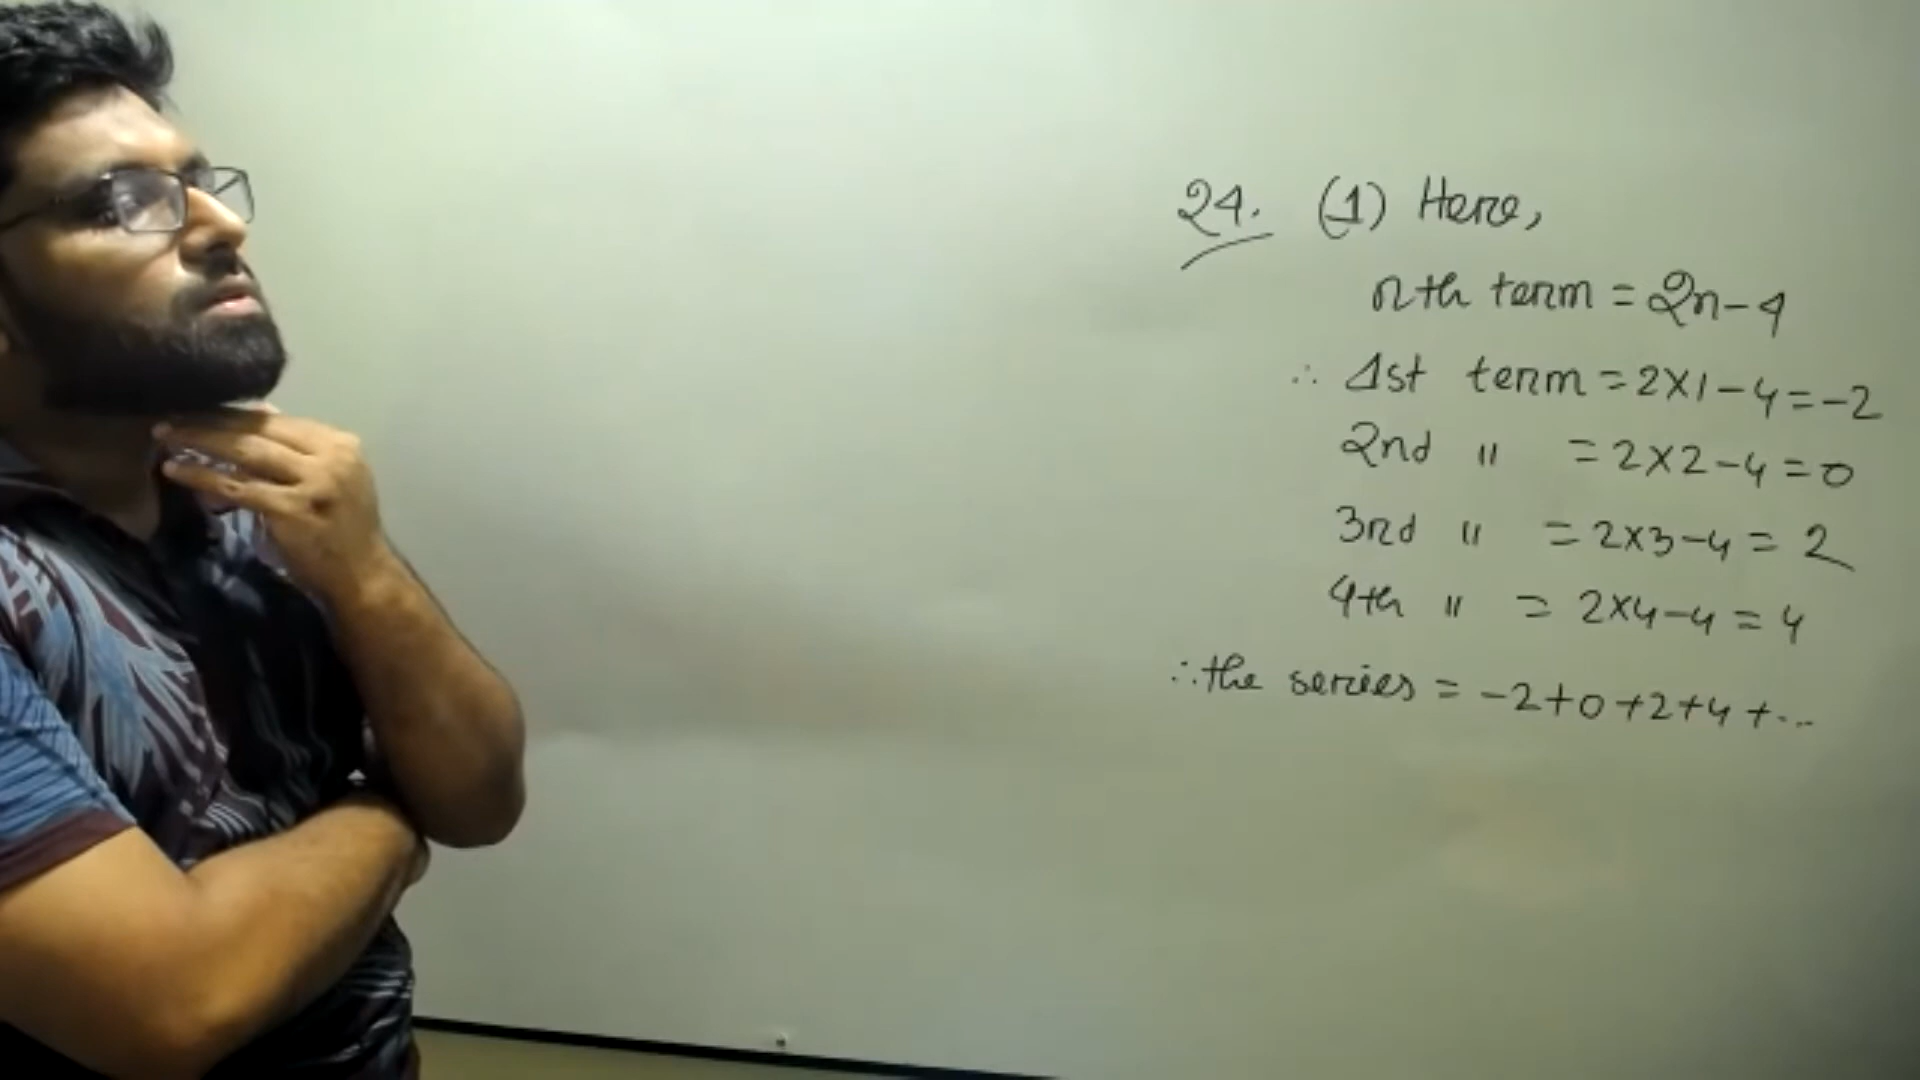 24. (1) Here,
nth term = 2n-4
∴ 1st term = 2×1-4=-2
2nd " = 2×2-4=0
3rd " = 2×3-4=2
4th " = 2×4-4=4
∴ the series = -2+0+2+4+...